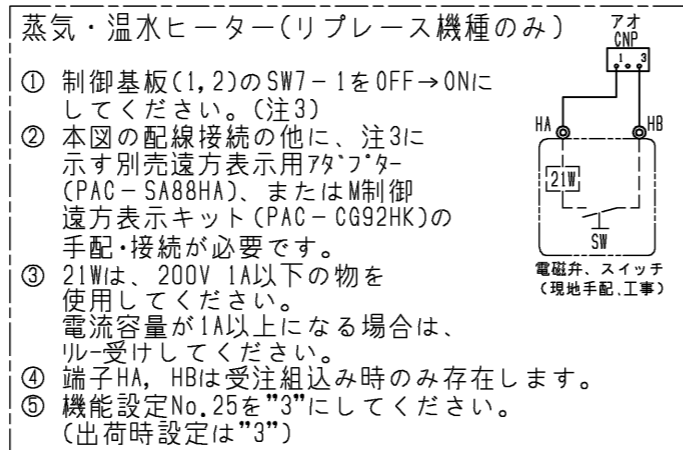 蒸気・温水ヒーター(リプレース機種のみ)
① 制御基板(1,2)のSW7-1をOFF→ONに
してください。(注3)
② 本図の配線接続の他に、注3に
示す別売遠方表示用ｱﾀﾞﾌﾟﾀｰ
(PAC-SA88HA)、またはM制御
遠方表示キット(PAC-CG92HK)の
手配・接続が必要です。
③ 21Wは、200V 1A以下の物を
使用してください。
電流容量が1A以上になる場合は、
ﾘﾚｰ受けしてください。
④ 端子HA, HBは受注組込み時のみ存在します。
⑤ 機能設定No.25を"3"にしてください。
(出荷時設定は"3")
アオ
CNP
1 3
HA HB
21W
SW
電磁弁、スイッチ
(現地手配、工事)